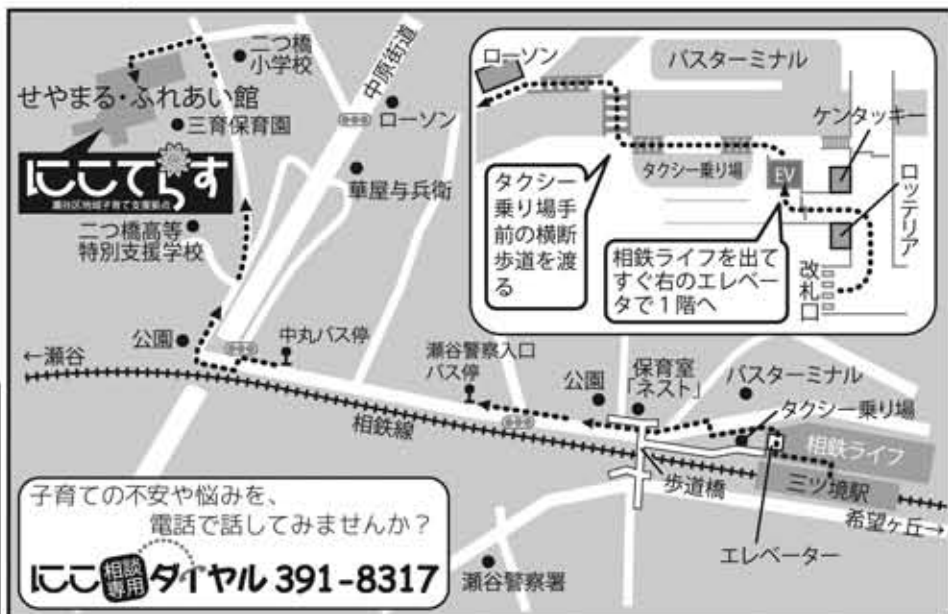 二つ橋
小学校
せやまる・ふれあい館
三育保育園
にこてらす
瀬谷区地域子育て支援拠点
二つ橋高等
特別支援学校
中原街道
ローソン
華屋与兵衛
ローソン
バスターミナル
ケンタッキー
タクシー乗り場
EV
ロッテリア
タクシー
乗り場手
前の横断
歩道を渡
る
相鉄ライフを出て
すぐ右のエレベー
タで1階へ
改札口
公園
中丸バス停
←瀬谷
瀬谷警察入口
バス停
公園
保育室
「ネスト」
バスターミナル
タクシー乗り場
相鉄線
相鉄ライフ
歩道橋
三ツ境駅
希望ヶ丘→
エレベーター
瀬谷警察署
子育ての不安や悩みを、
電話で話してみませんか?
にこ相談専用ダイヤル 391-8317